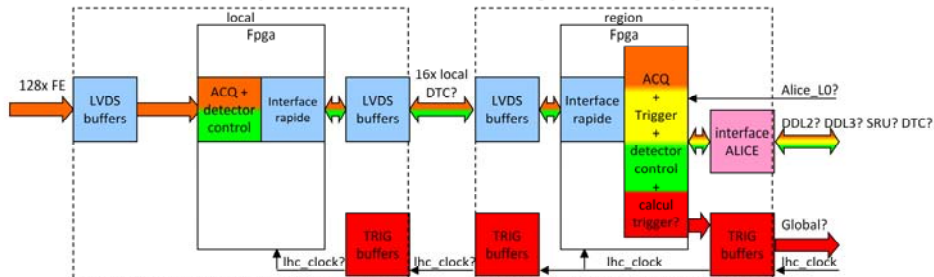 local
region
Fpga
Fpga
128x FE
LVDS
buffers
ACQ +
detector
control
Interface
rapide
LVDS
buffers
16x local
DTC?
LVDS
buffers
Interface
rapide
ACQ
+
Trigger
+
detector
control
+
calcul
trigger?
Alice_L0?
interface
ALICE
DDL2? DDL3? SRU? DTC?
TRIG
buffers
TRIG
buffers
TRIG
buffers
Global?
lhc_clock?
lhc_clock?
lhc_clock
lhc_clock